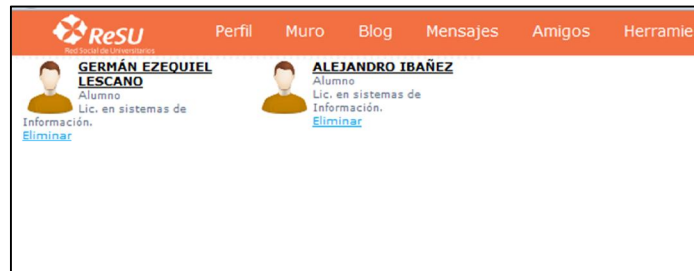 ReSU
Red Social de Universitarios
Perfil Muro Blog Mensajes Amigos Herramie
GERMÁN EZEQUIEL
LESCANO
Alumno
Lic. en sistemas de
Información.
Eliminar
ALEJANDRO IBAÑEZ
Alumno
Lic. en sistemas de
Información.
Eliminar